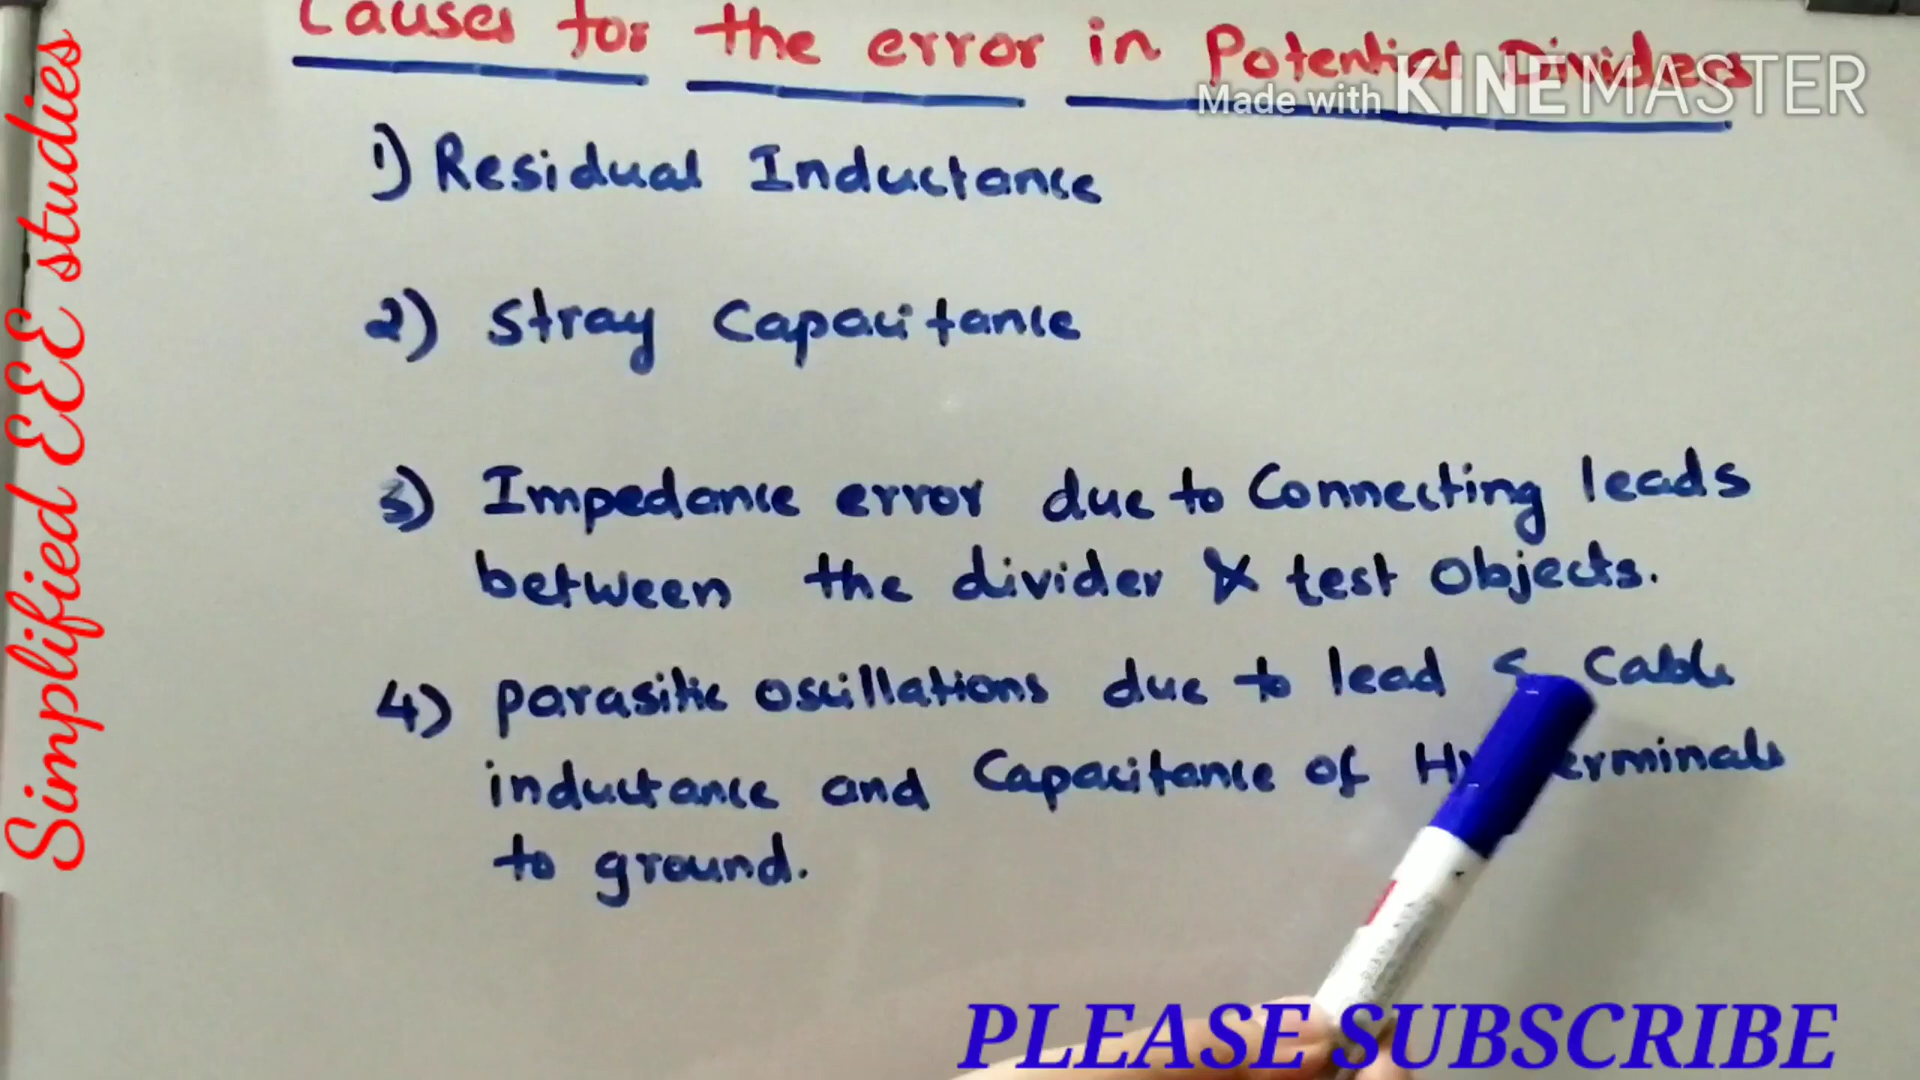 Causes for the error in Potential Dividers
Made with KINEMASTER
1) Residual Inductance
2) Stray Capacitance
3) Impedance error due to Connecting leads
between the divider & test Objects.
4) parasitic oscillations due to lead & Cable
inductance and Capacitance of terminals
to ground.
Simplified EEE studies
PLEASE SUBSCRIBE